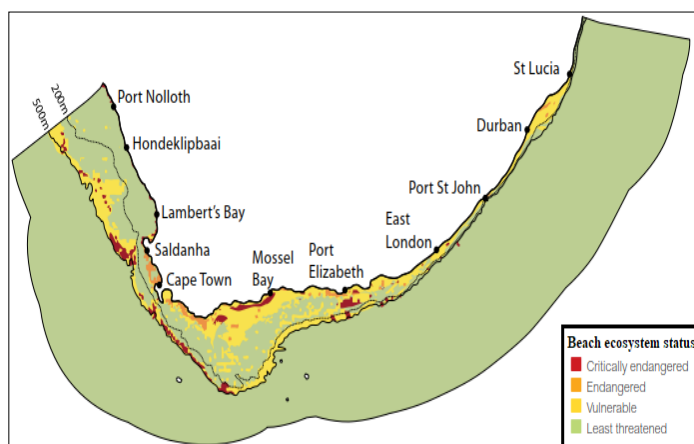 St Lucia
200m
500m
Port Nolloth
Durban
Hondeklipbaai
Port St John
Lambert's Bay
East
London
Saldanha
Mossel
Bay
Port
Elizabeth
Cape Town
Beach ecosystem status
Critically endangered
Endangered
Vulnerable
Least threatened